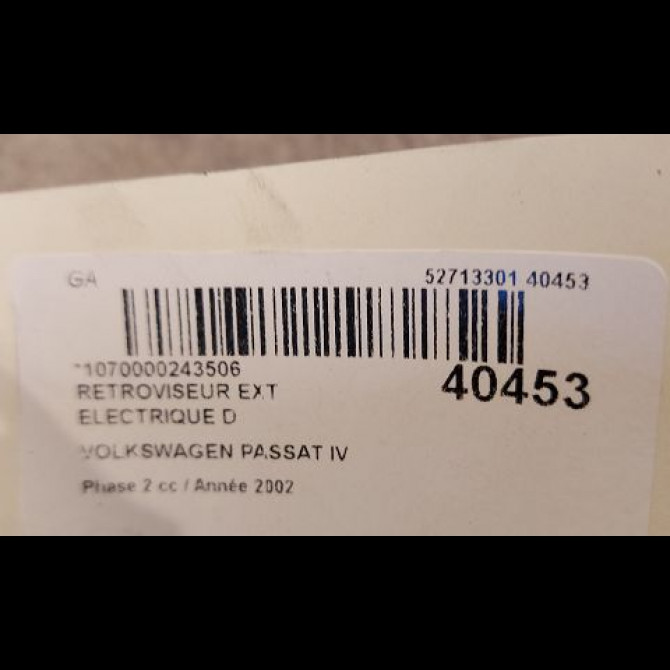 GA 52713301 40453
*1070000243506
RETROVISEUR EXT
ELECTRIQUE D
40453
VOLKSWAGEN PASSAT IV
Phase 2 cc / Année 2002